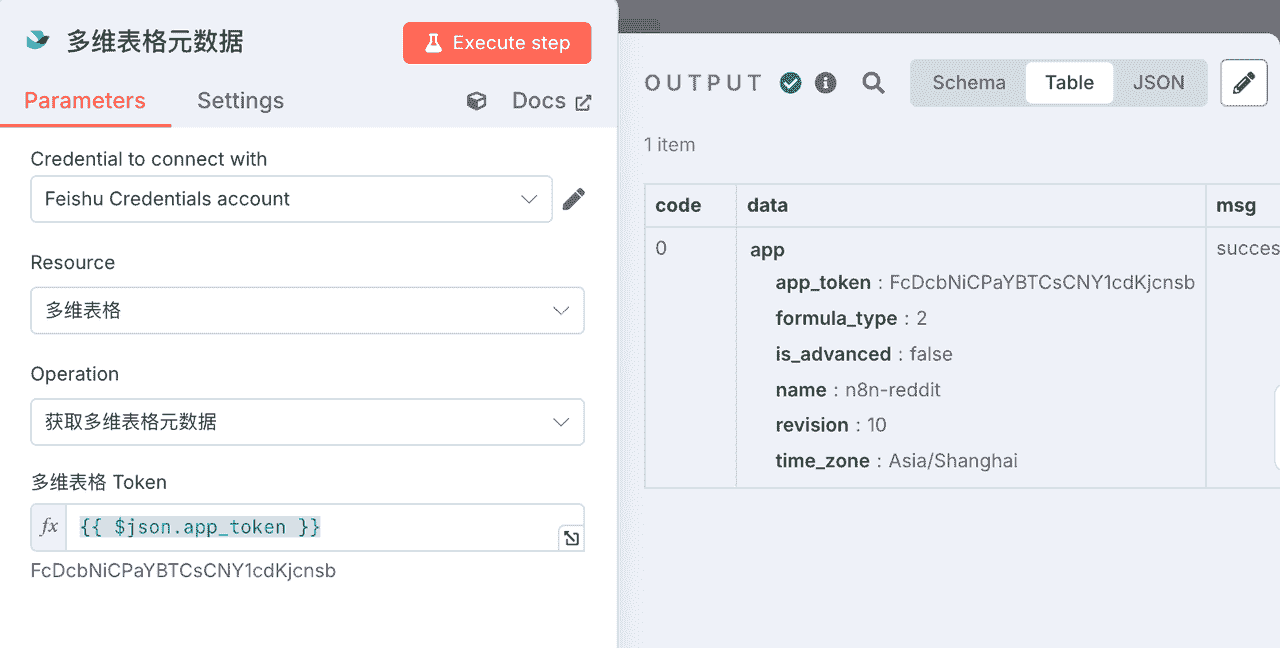 多维表格元数据
Execute step
Parameters
Settings
Docs
Credential to connect with
Feishu Credentials account
Resource
多维表格
Operation
获取多维表格元数据
多维表格 Token
fx {{ $json.app_token }}
FcDcbNiCPaYBTCsCNY1cdKjcnsb
OUTPUT
Schema
Table
JSON
1 item
code data msg
0 app succes
app_token : FcDcbNiCPaYBTCsCNY1cdKjcnsb
formula_type : 2
is_advanced : false
name : n8n-reddit
revision : 10
time_zone : Asia/Shanghai